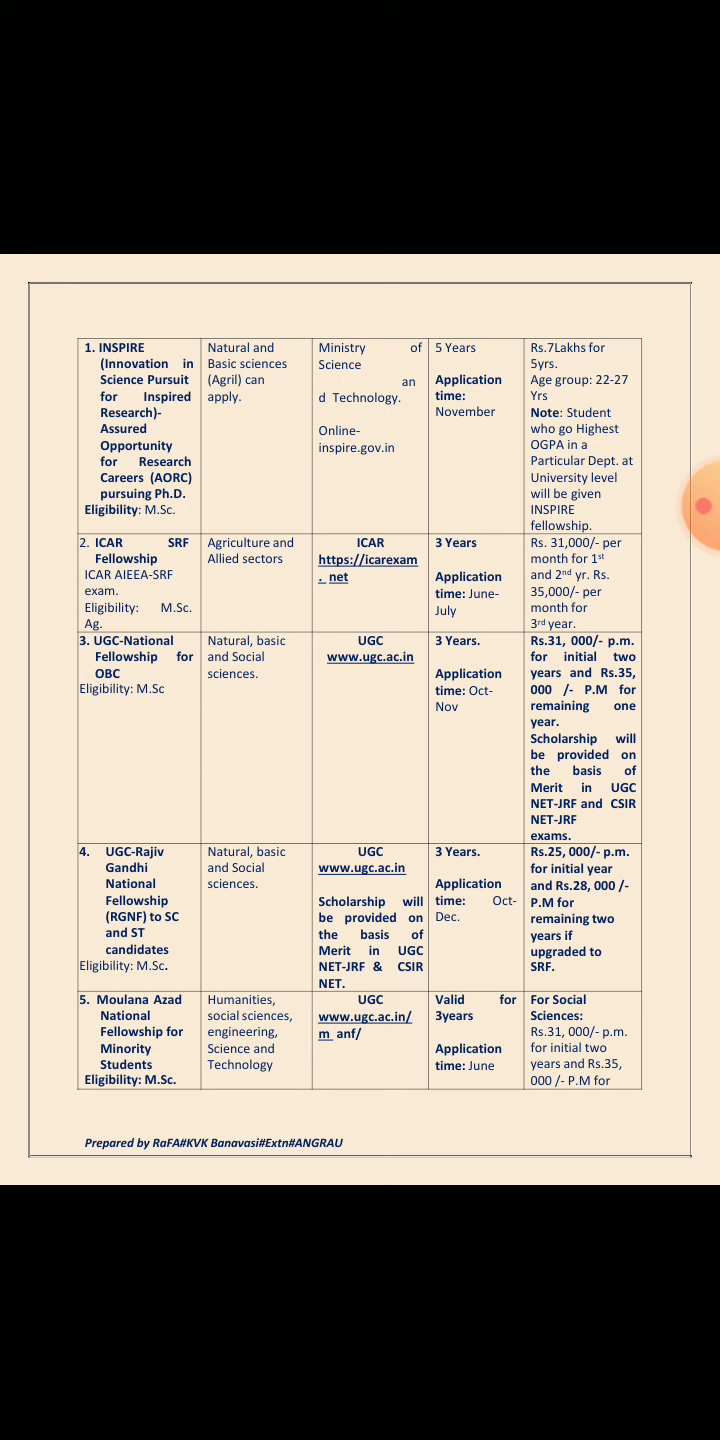 1. INSPIRE
(Innovation in
Science Pursuit
for Inspired
Research)-
Assured
Opportunity
for Research
Careers (AORC)
pursuing Ph.D.
Eligibility: M.Sc.
Natural and
Basic sciences
(Agril) can
apply.
Ministry of
Science
an
d Technology.
Online-
inspire.gov.in
5 Years
Application
time:
November
Rs.7Lakhs for
5yrs.
Age group: 22-27
Yrs
Note: Student
who go Highest
OGPA in a
Particular Dept. at
University level
will be given
INSPIRE
fellowship.
2. ICAR SRF
Fellowship
ICAR AIEEA-SRF
exam.
Eligibility: M.Sc.
Ag.
Agriculture and
Allied sectors
ICAR
https://icarexam
. net
3 Years
Application
time: June-
July
Rs. 31,000/- per
month for 1st
and 2nd yr. Rs.
35,000/- per
month for
3rd year.
3. UGC-National
Fellowship for
OBC
Eligibility: M.Sc
Natural, basic
and Social
sciences.
UGC
www.ugc.ac.in
3 Years.
Application
time: Oct-
Nov
Rs.31, 000/- p.m.
for initial two
years and Rs.35,
000 /- P.M for
remaining one
year.
Scholarship will
be provided on
the basis of
Merit in UGC
NET-JRF and CSIR
NET-JRF
exams.
4. UGC-Rajiv
Gandhi
National
Fellowship
(RGNF) to SC
and ST
candidates
Eligibility: M.Sc.
Natural, basic
and Social
sciences.
UGC
www.ugc.ac.in
Scholarship will
be provided on
the basis of
Merit in UGC
NET-JRF & CSIR
NET.
3 Years.
Application
time: Oct-
Dec.
Rs.25, 000/- p.m.
for initial year
and Rs.28, 000 /-
P.M for
remaining two
years if
upgraded to
SRF.
5. Moulana Azad
National
Fellowship for
Minority
Students
Eligibility: M.Sc.
Humanities,
social sciences,
engineering,
Science and
Technology
UGC
www.ugc.ac.in/
m anf/
Valid for
3years
Application
time: June
For Social
Sciences:
Rs.31, 000/- p.m.
for initial two
years and Rs.35,
000 /- P.M for
Prepared by RaFA#KVK Banavasi#Extn#ANGRAU